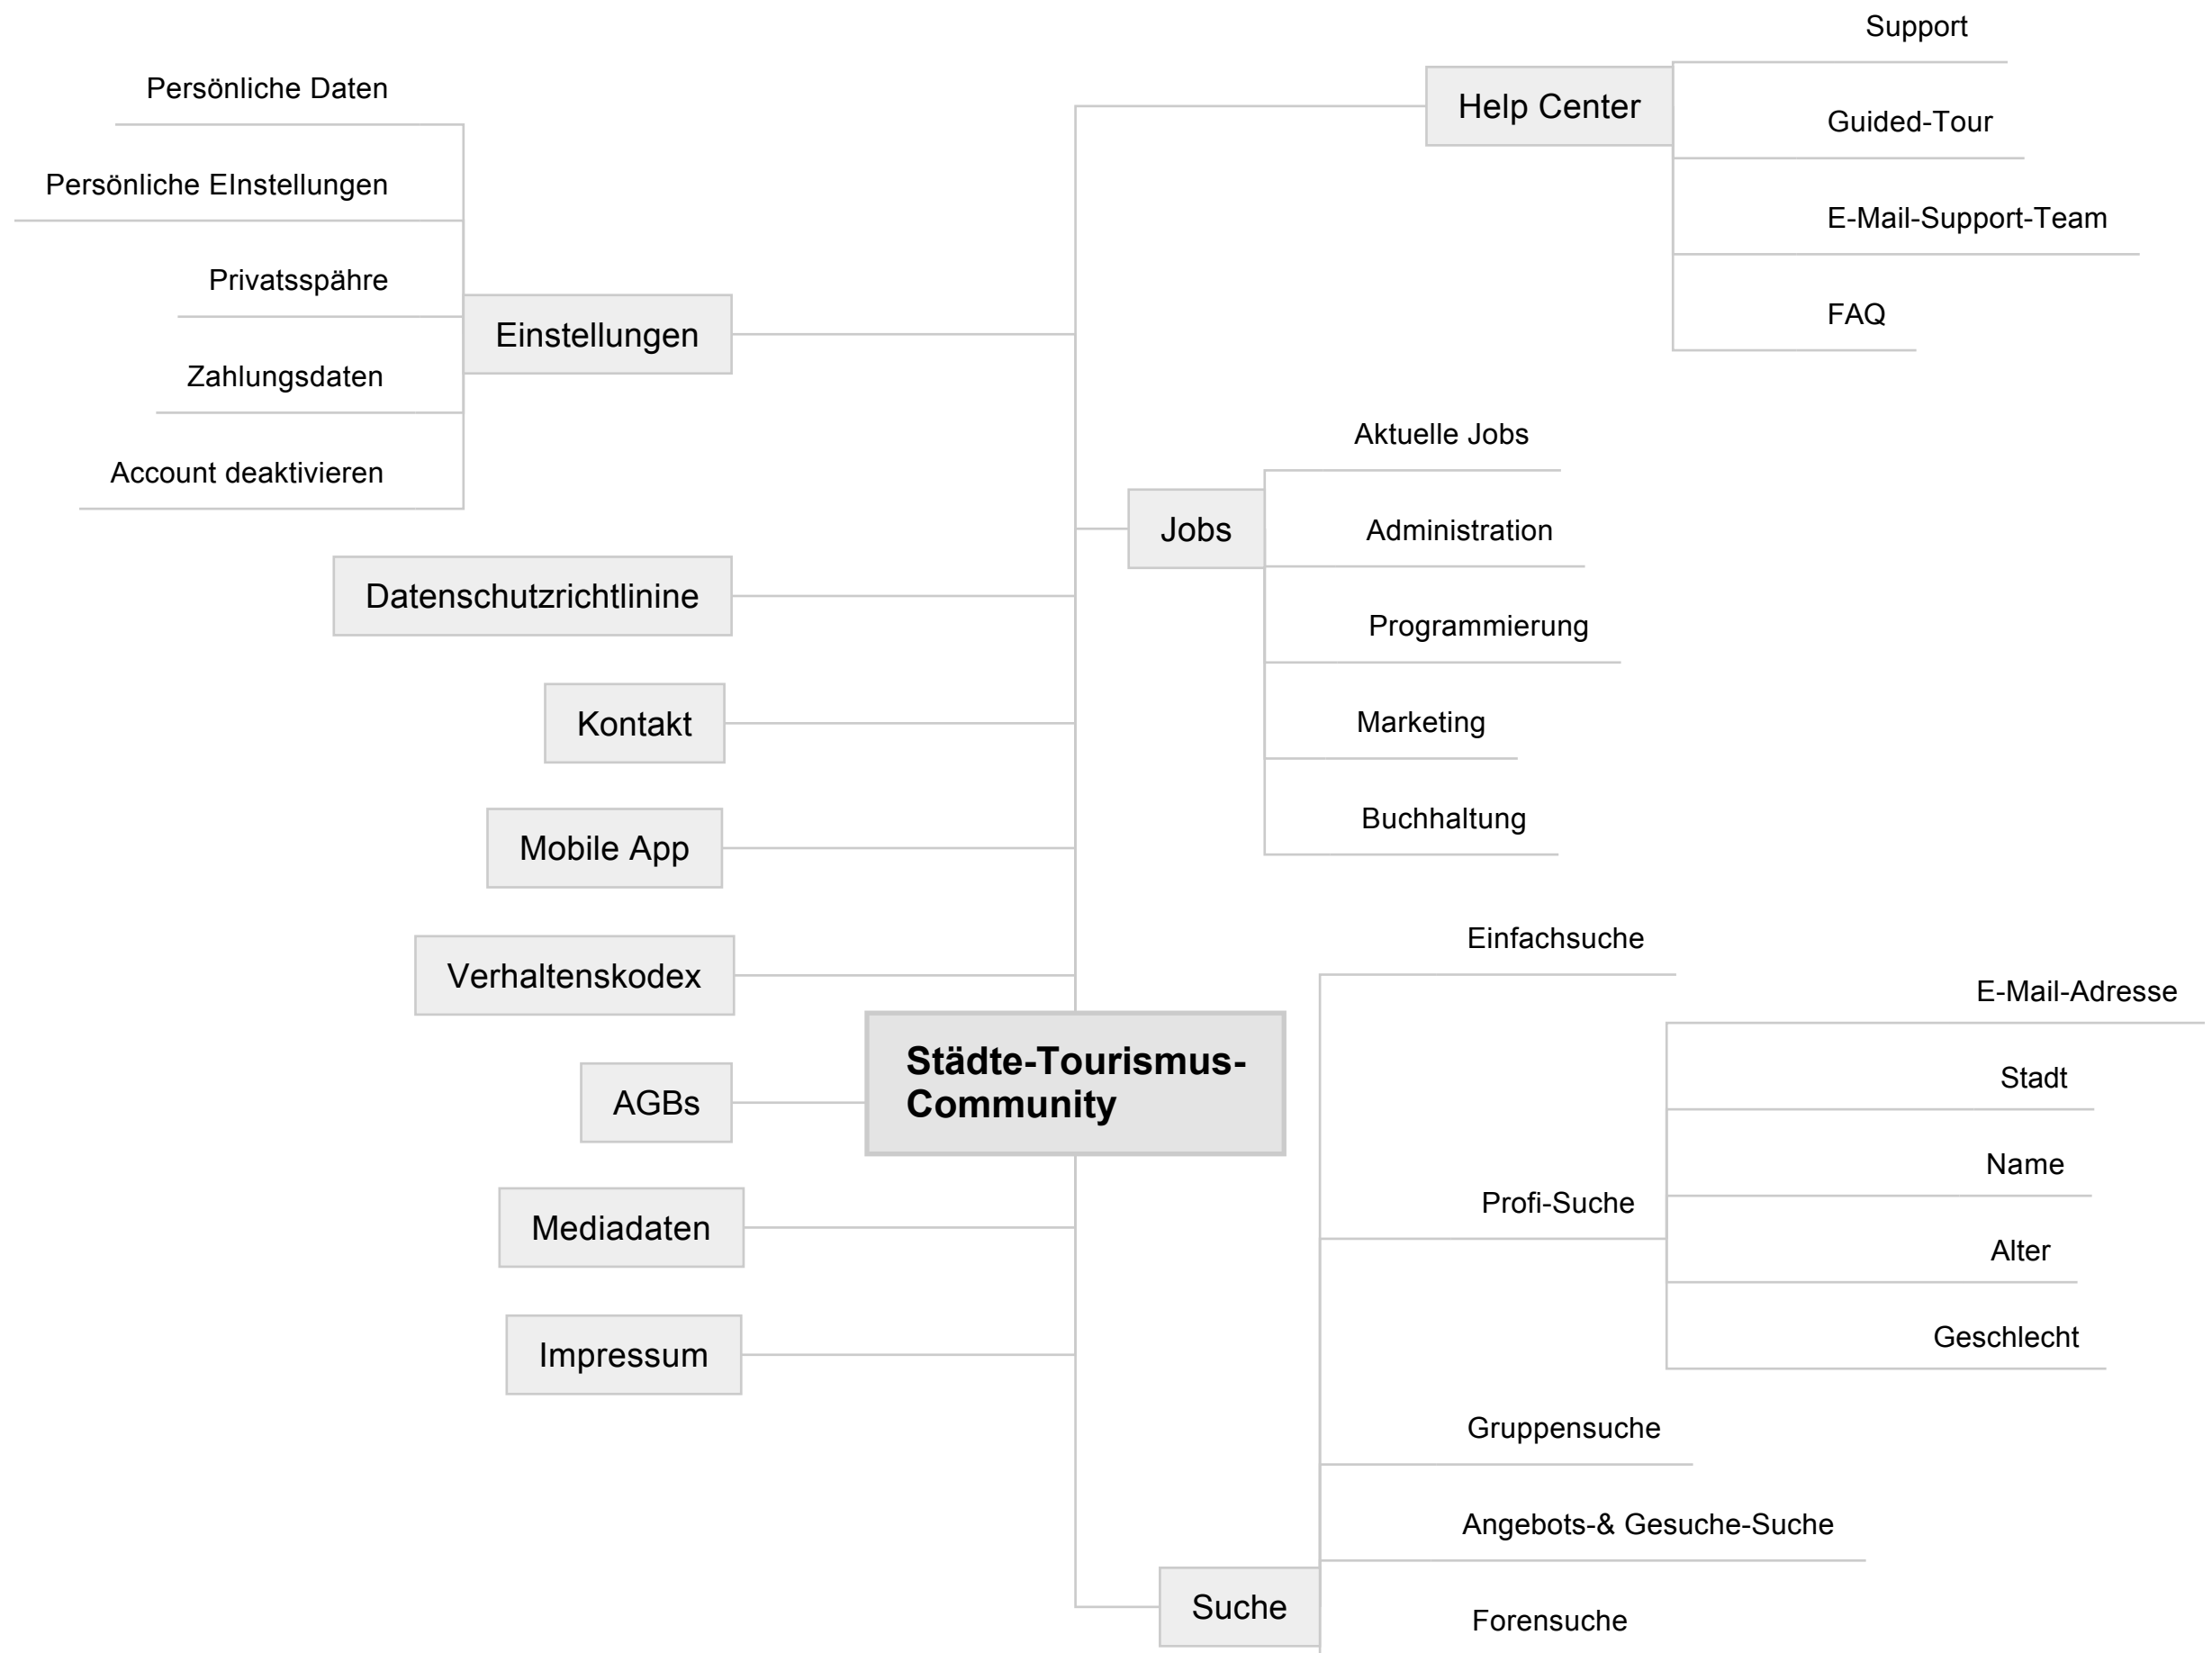 Support
Persönliche Daten
Help Center
Guided-Tour
Persönliche EInstellungen
E-Mail-Support-Team
Privatsspähre
FAQ
Einstellungen
Zahlungsdaten
Account deaktivieren
Aktuelle Jobs
Jobs
Administration
Datenschutzrichtlinine
Programmierung
Kontakt
Marketing
Mobile App
Buchhaltung
Verhaltenskodex
Einfachsuche
E-Mail-Adresse
Städte-Tourismus-
Community
Stadt
AGBs
Name
Profi-Suche
Mediadaten
Alter
Geschlecht
Impressum
Gruppensuche
Angebots-& Gesuche-Suche
Suche
Forensuche